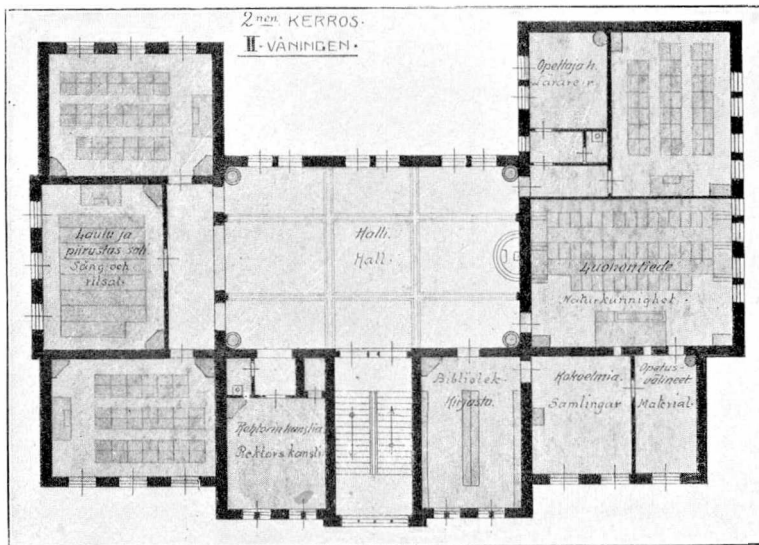 2nen KERROS.
II. VÅNINGEN.
Opettaja h.
Lärare r.
Laulu ja
piirustus sali.
Sång och
ritsal.
Halli.
Hall.
Luonontiede.
Naturkunnighet.
Bibliotek.
Kirjasto.
Kokoelmia.
Samlingar
Opetus-
välineet
Material.
Rehtorin kanslia.
Rektors kansli.